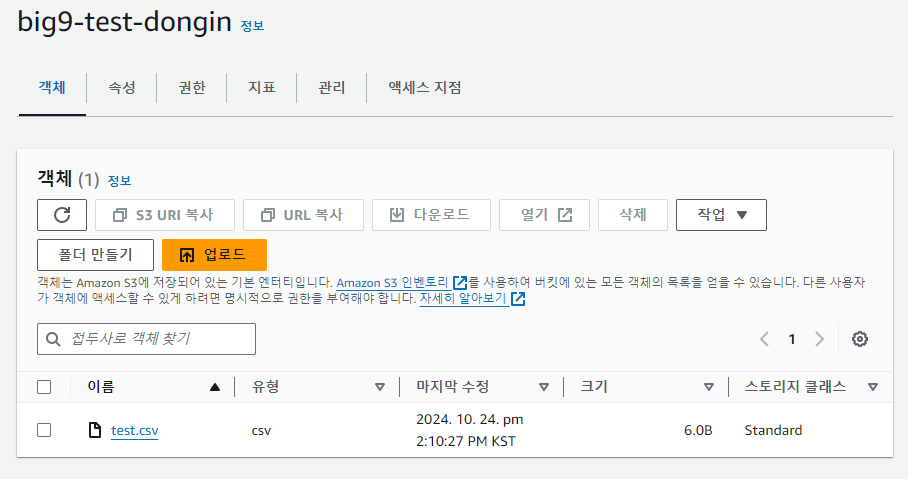 big9-test-dongin 정보
객체 속성 권한 지표 관리 액세스 지점
객체 (1) 정보
S3 URI 복사 URL 복사 다운로드 열기 삭제 작업
폴더 만들기 업로드
객체는 Amazon S3에 저장되어 있는 기본 엔터티입니다. Amazon S3 인벤토리를 사용하여 버킷에 있는 모든 객체의 목록을 얻을 수 있습니다. 다른 사용자
가 객체에 액세스할 수 있게 하려면 명시적으로 권한을 부여해야 합니다. 자세히 알아보기
접두사로 객체 찾기
1
이름 유형 마지막 수정 크기 스토리지 클래스
test.csv csv 2024. 10. 24. pm 6.0B Standard
2:10:27 PM KST